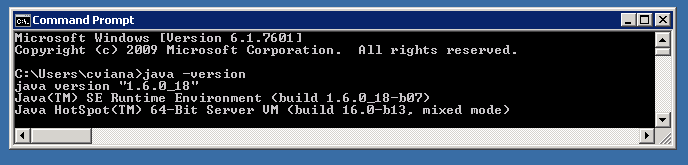 Command Prompt
Microsoft Windows [Version 6.1.7601]
Copyright (c) 2009 Microsoft Corporation.  All rights reserved.
C:\Users\cviana>java -version
java version "1.6.0_18"
Java(TM) SE Runtime Environment (build 1.6.0_18-b07)
Java HotSpot(TM) 64-Bit Server VM (build 16.0-b13, mixed mode)